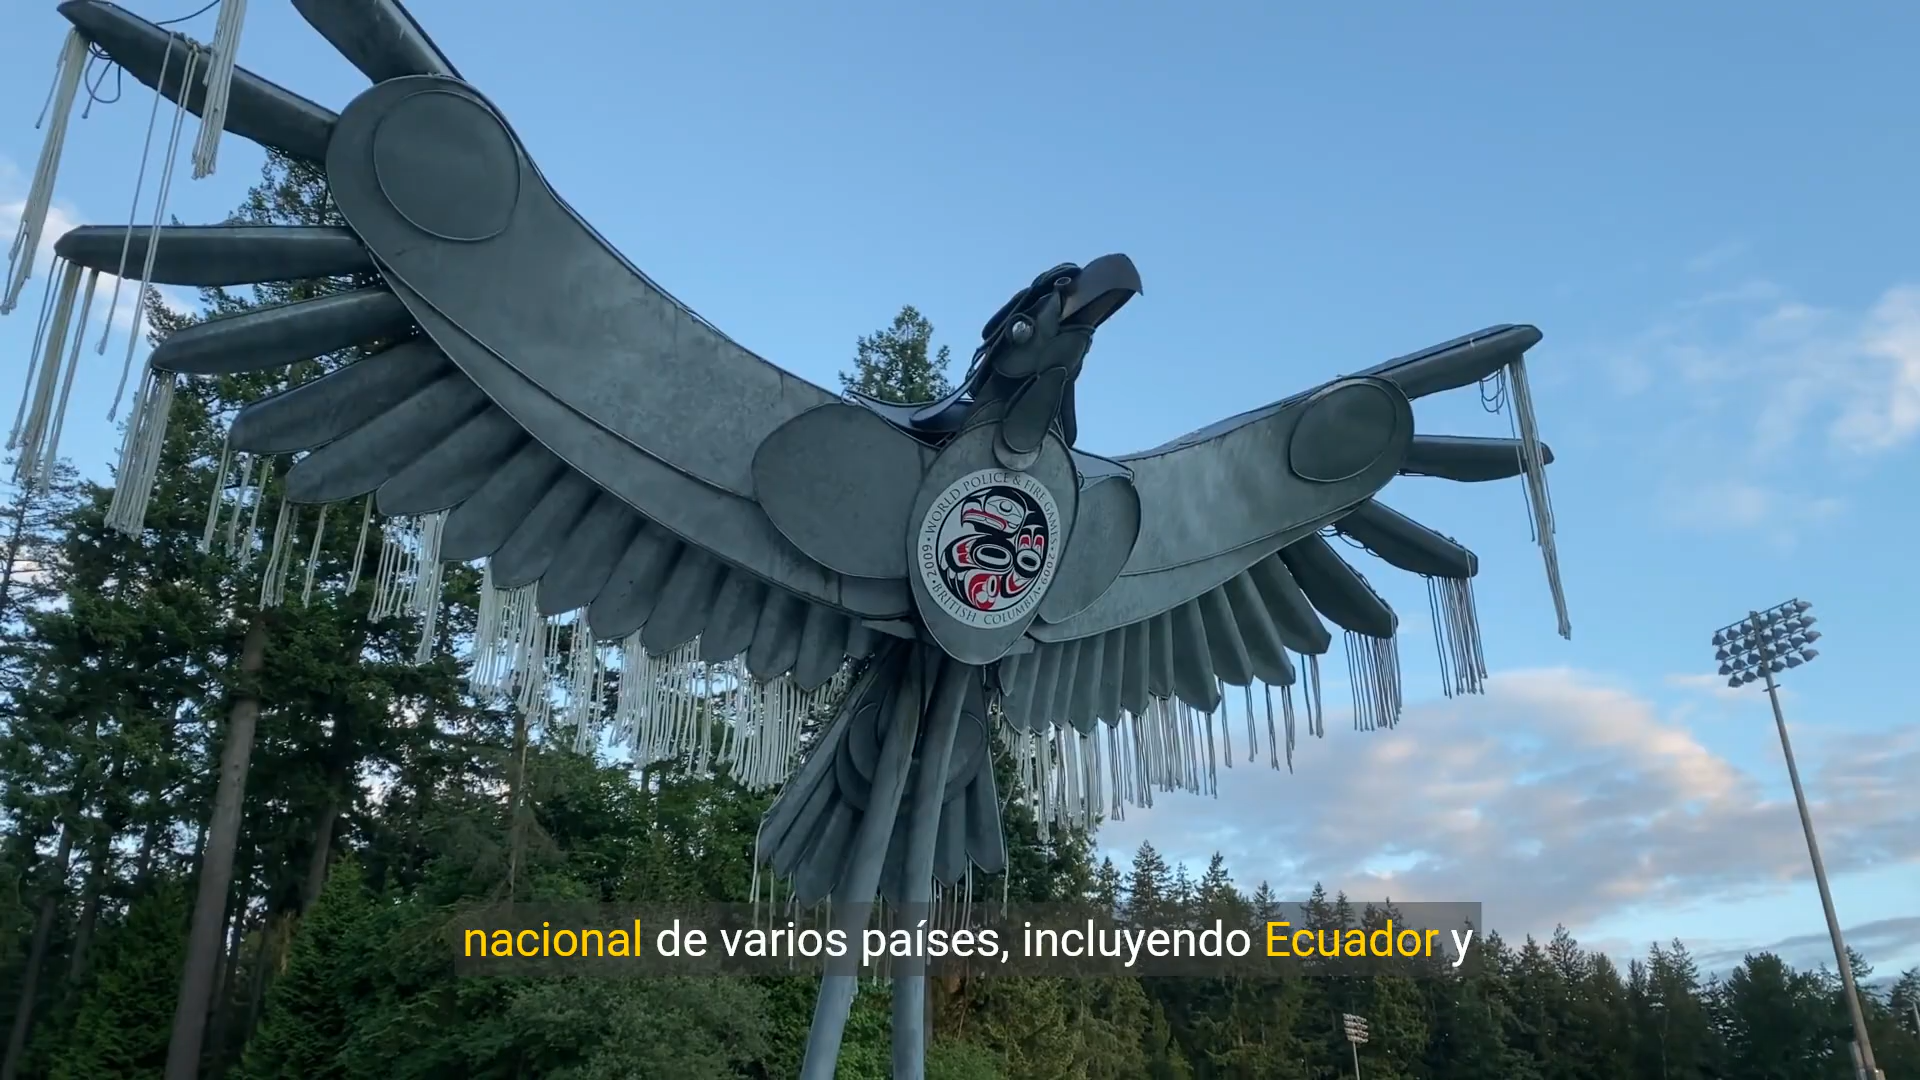 • WORLD POLICE & FIRE GAMES •
2009 • BRITISH COLUMBIA • 2009
nacional de varios países, incluyendo Ecuador y